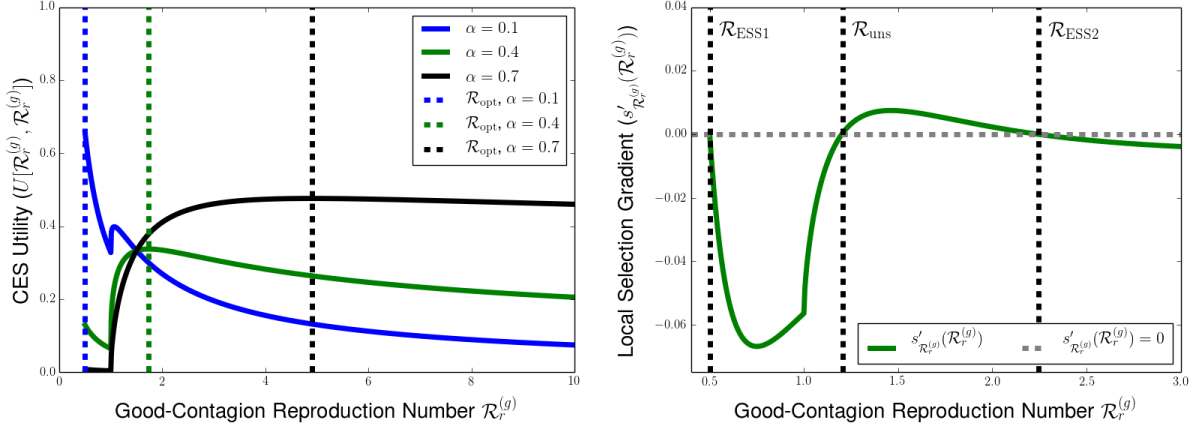 CES Utility (U[ℛ_r^(g), ℛ_r^(g)])
1.0
0.8
0.6
0.4
0.2
0.0
α = 0.1
α = 0.4
α = 0.7
ℛ_opt, α = 0.1
ℛ_opt, α = 0.4
ℛ_opt, α = 0.7
0 2 4 6 8 10
Good-Contagion Reproduction Number ℛ_r^(g)
Local Selection Gradient (s′_{ℛ_r^(g)}(ℛ_r^(g)))
0.04
0.02
0.00
−0.02
−0.04
−0.06
ℛ_ESS1 ℛ_uns ℛ_ESS2
s′_{ℛ_r^(g)}(ℛ_r^(g)) s′_{ℛ_r^(g)}(ℛ_r^(g)) = 0
0.5 1.0 1.5 2.0 2.5 3.0
Good-Contagion Reproduction Number ℛ_r^(g)